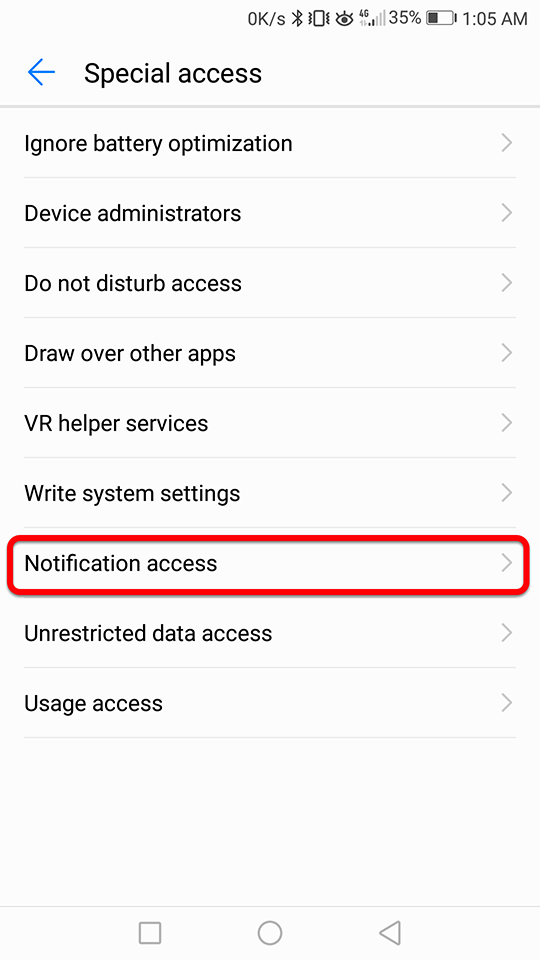 0K/s 4G 35% 1:05 AM
Special access
Ignore battery optimization
Device administrators
Do not disturb access
Draw over other apps
VR helper services
Write system settings
Notification access
Unrestricted data access
Usage access